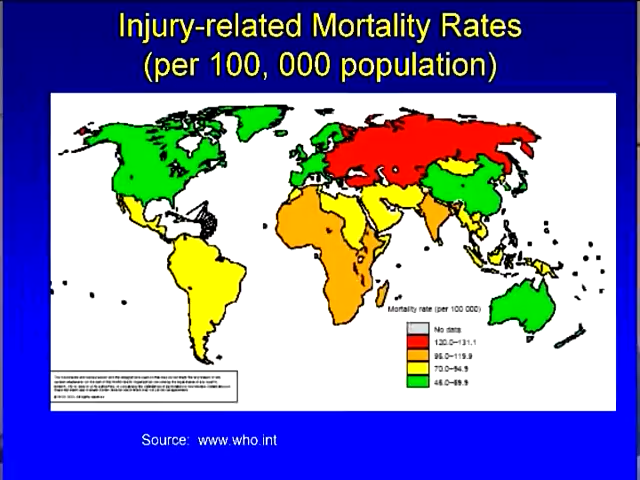 Injury-related Mortality Rates
(per 100, 000 population)
Mortality rate (per 100 000)
No data
120.0–131.1
95.0–119.9
70.0–94.9
45.0–69.9
Source: www.who.int